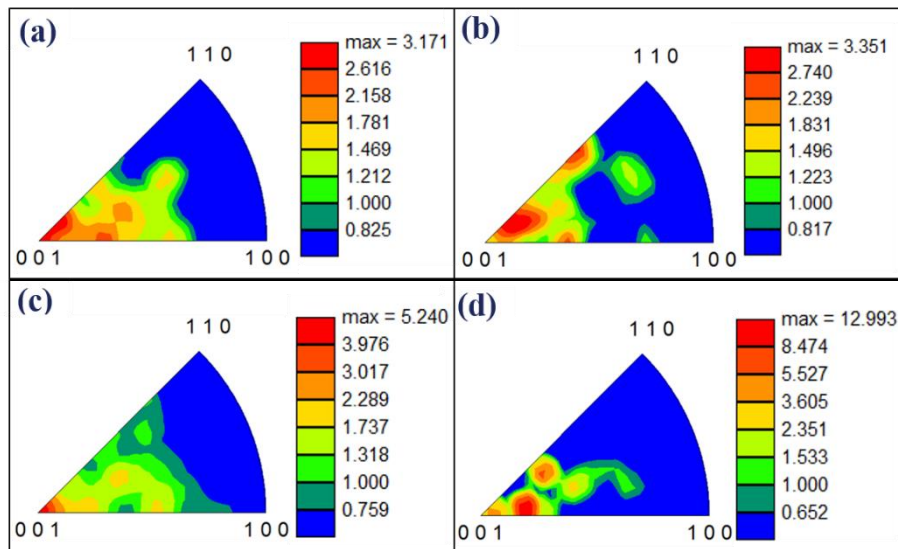 (a)
1 1 0
max = 3.171
2.616
2.158
1.781
1.469
1.212
1.000
0.825
0 0 1
1 0 0
(b)
1 1 0
max = 3.351
2.740
2.239
1.831
1.496
1.223
1.000
0.817
0 0 1
1 0 0
(c)
1 1 0
max = 5.240
3.976
3.017
2.289
1.737
1.318
1.000
0.759
0 0 1
1 0 0
(d)
1 1 0
max = 12.993
8.474
5.527
3.605
2.351
1.533
1.000
0.652
0 0 1
1 0 0